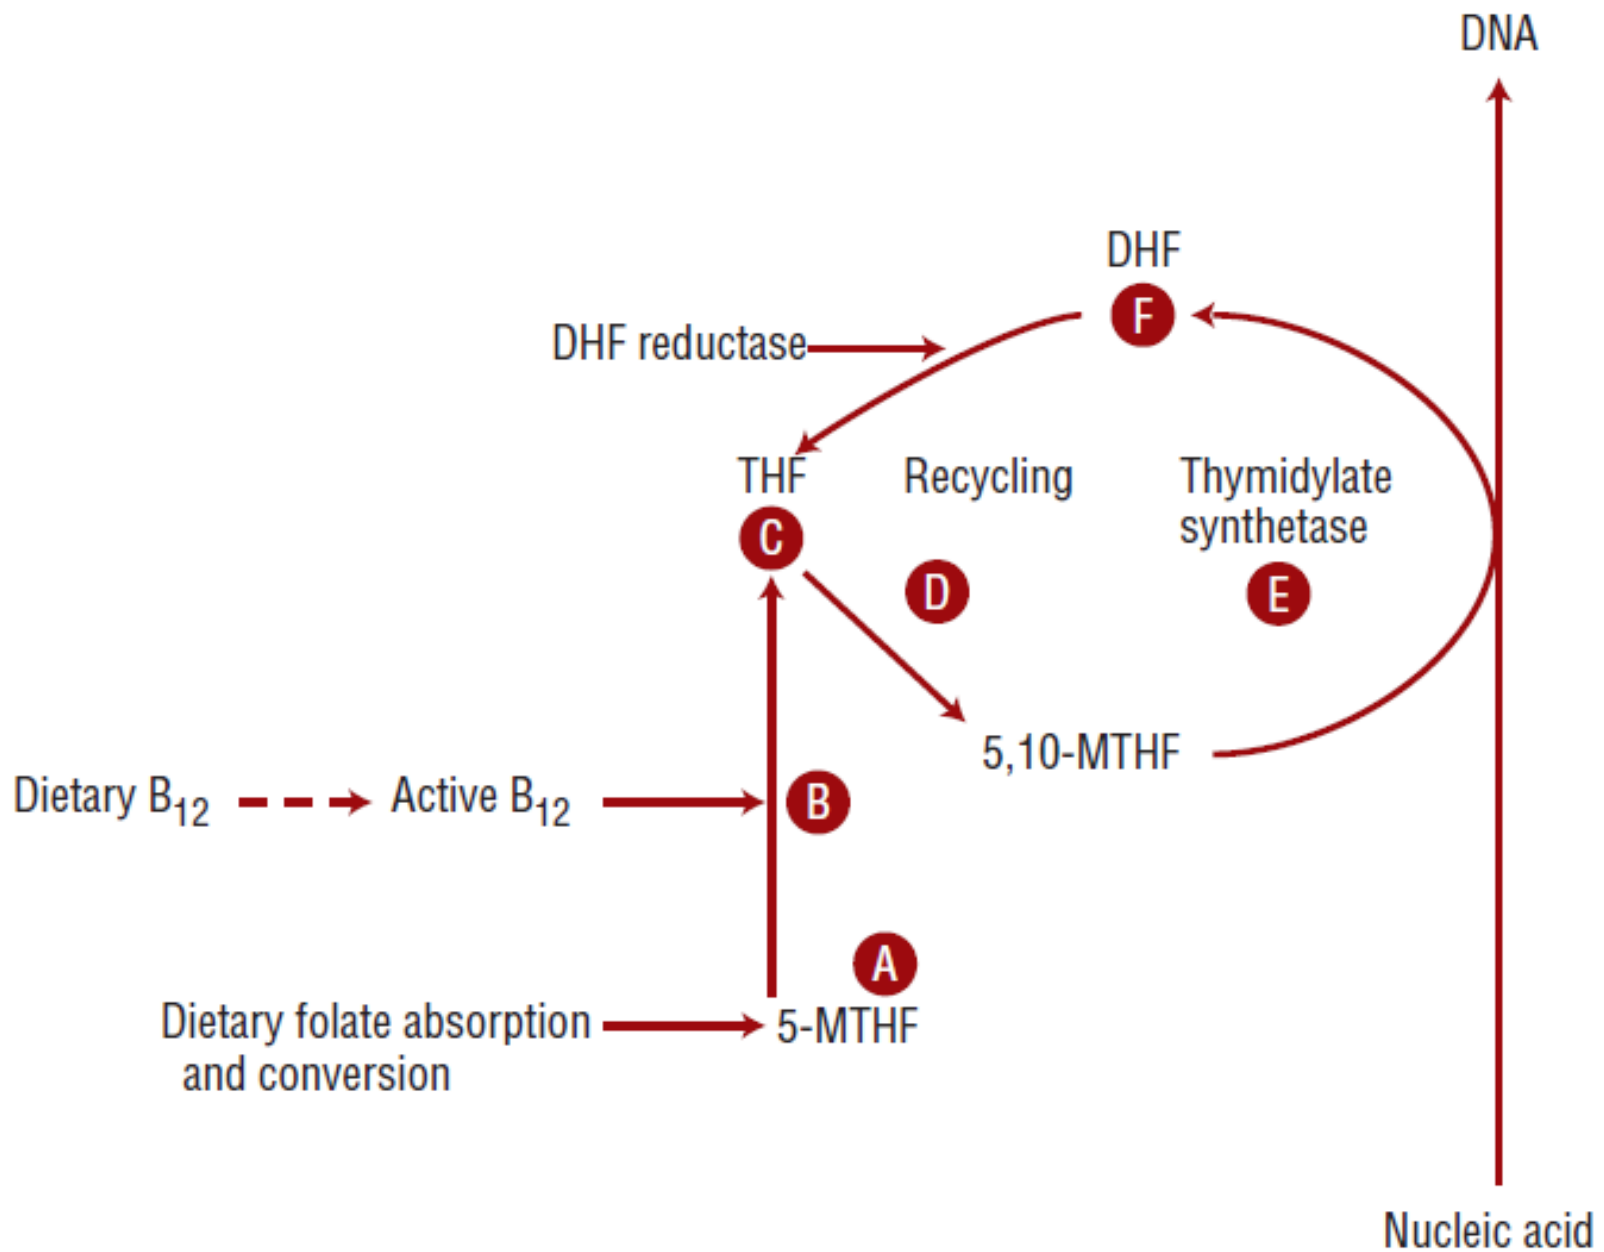 DNA
DHF
F
DHF reductase
THF
Recycling
Thymidylate
synthetase
C
D
E
5,10-MTHF
Dietary B12
Active B12
B
A
Dietary folate absorption
and conversion
5-MTHF
Nucleic acid